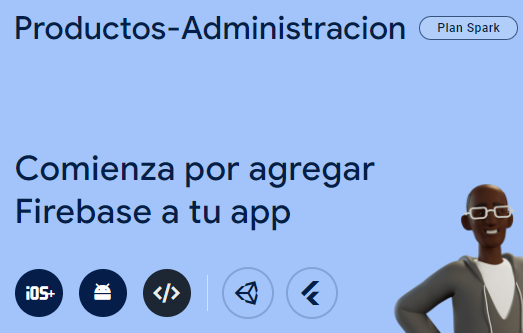 Productos-Administracion
Plan Spark
Comienza por agregar
Firebase a tu app
iOS+
</>